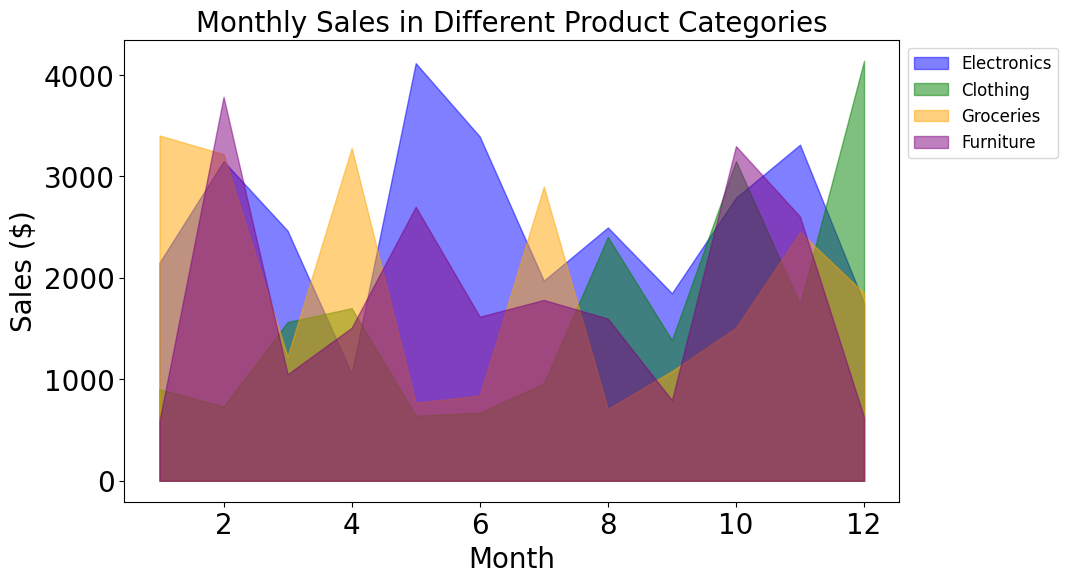 Monthly Sales in Different Product Categories
Sales ($)
4000
3000
2000
1000
0
2 4 6 8 10 12
Month
Electronics
Clothing
Groceries
Furniture